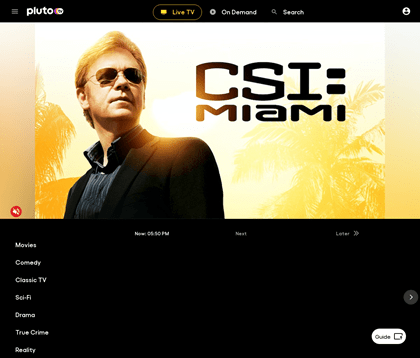 pluto tv
Live TV
On Demand
Search
CSI:
MIAMI
Now: 05:50 PM
Next
Later
Movies
Comedy
Classic TV
Sci-Fi
Drama
True Crime
Reality
Guide